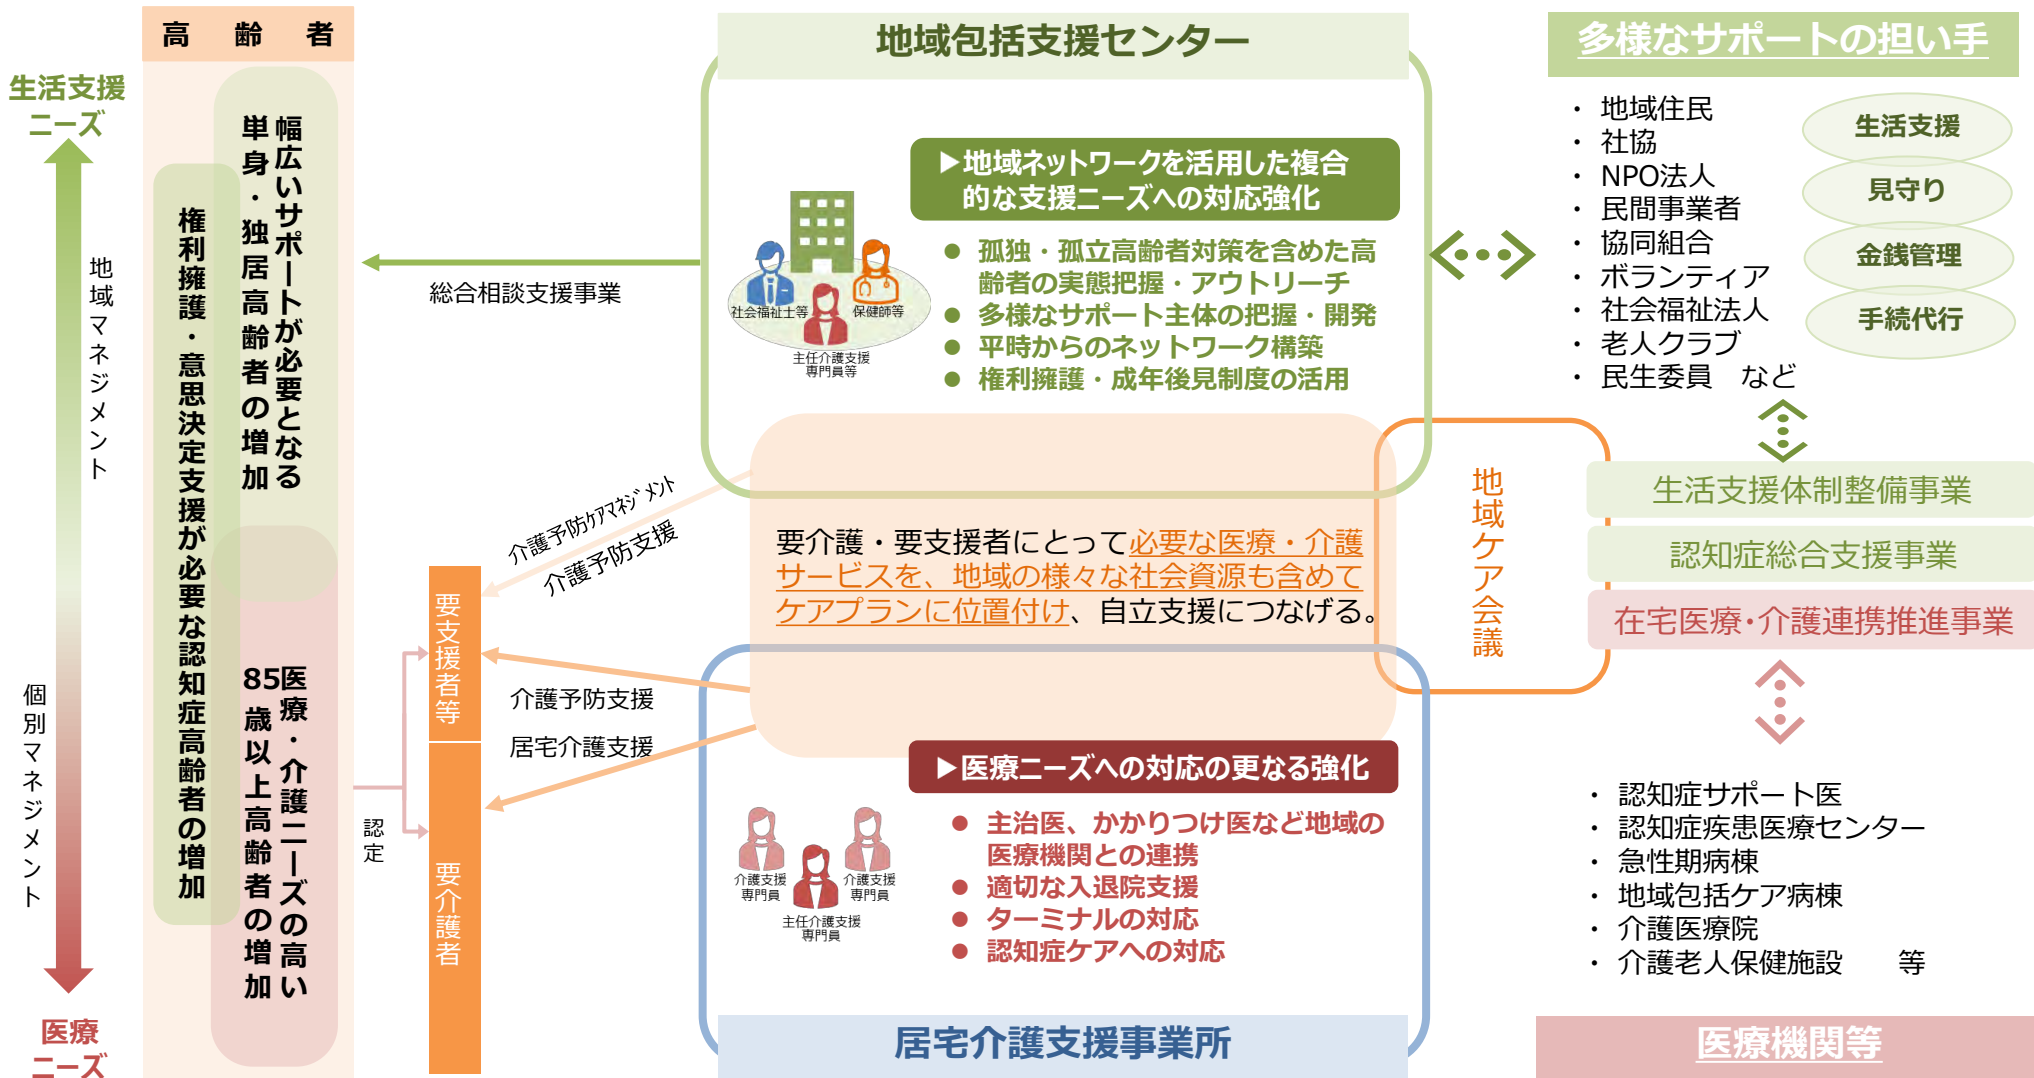 生活支援
ニーズ
地域マネジメント
個別マネジメント
医療
ニーズ
高　齢　者
幅広いサポートが必要となる
単身・独居高齢者の増加
権利擁護・意思決定支援が必要な認知症高齢者の増加
医療・介護ニーズの高い
85歳以上高齢者の増加
認定
要支援者等
要介護者
総合相談支援事業
介護予防ｹｱﾏﾈｼﾞﾒﾝﾄ
介護予防支援
介護予防支援
居宅介護支援
地域包括支援センター
▶地域ネットワークを活用した複合
的な支援ニーズへの対応強化
社会福祉士等
保健師等
主任介護支援
専門員等
● 孤独・孤立高齢者対策を含めた高
齢者の実態把握・アウトリーチ
● 多様なサポート主体の把握・開発
● 平時からのネットワーク構築
● 権利擁護・成年後見制度の活用
要介護・要支援者にとって必要な医療・介護
サービスを、地域の様々な社会資源も含めて
ケアプランに位置付け、自立支援につなげる。
地域ケア会議
▶医療ニーズへの対応の更なる強化
介護支援
専門員
介護支援
専門員
主任介護支援
専門員
● 主治医、かかりつけ医など地域の
医療機関との連携
● 適切な入退院支援
● ターミナルの対応
● 認知症ケアへの対応
居宅介護支援事業所
多様なサポートの担い手
・ 地域住民
・ 社協
・ NPO法人
・ 民間事業者
・ 協同組合
・ ボランティア
・ 社会福祉法人
・ 老人クラブ
・ 民生委員　など
生活支援
見守り
金銭管理
手続代行
生活支援体制整備事業
認知症総合支援事業
在宅医療・介護連携推進事業
・ 認知症サポート医
・ 認知症疾患医療センター
・ 急性期病棟
・ 地域包括ケア病棟
・ 介護医療院
・ 介護老人保健施設　　等
医療機関等